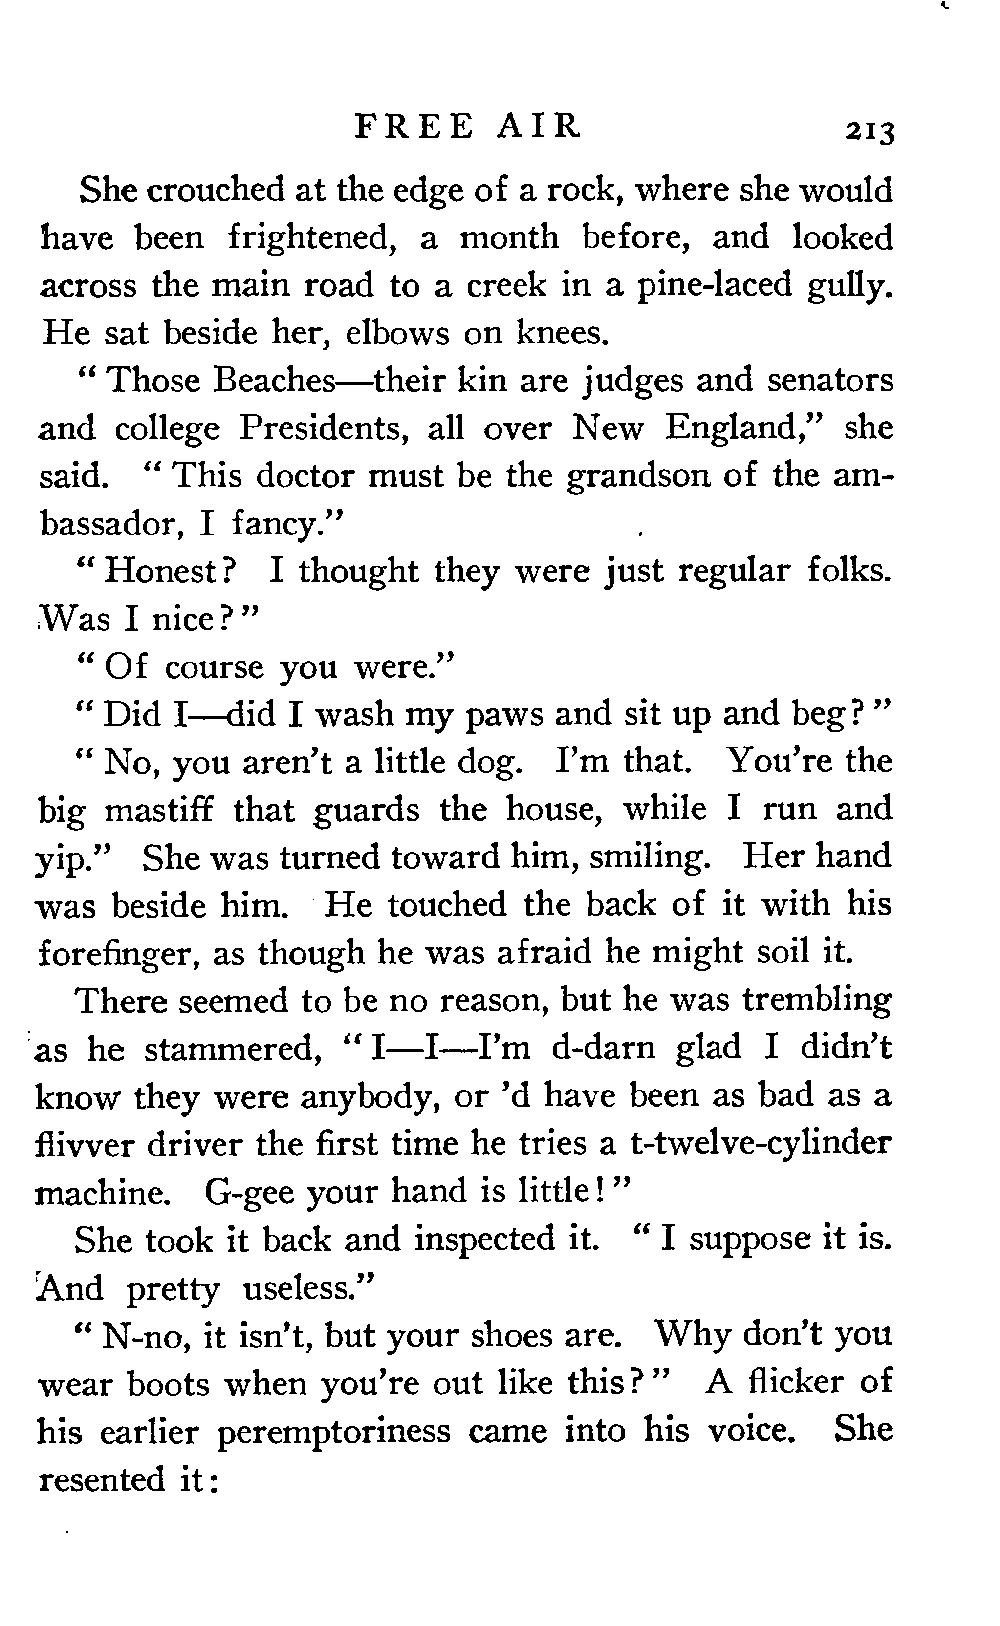 FREE AIR 213
She crouched at the edge of a rock, where she would
have been frightened, a month before, and looked
across the main road to a creek in a pine-laced gully.
He sat beside her, elbows on knees.
" Those Beaches—their kin are judges and senators
and college Presidents, all over New England," she
said. " This doctor must be the grandson of the am-
bassador, I fancy."
" Honest? I thought they were just regular folks.
Was I nice? "
" Of course you were."
" Did I—did I wash my paws and sit up and beg? "
" No, you aren't a little dog. I'm that. You're the
big mastiff that guards the house, while I run and
yip." She was turned toward him, smiling. Her hand
was beside him. He touched the back of it with his
forefinger, as though he was afraid he might soil it.
There seemed to be no reason, but he was trembling
as he stammered, " I—I—I'm d-darn glad I didn't
know they were anybody, or 'd have been as bad as a
flivver driver the first time he tries a t-twelve-cylinder
machine. G-gee your hand is little! "
She took it back and inspected it. " I suppose it is.
And pretty useless."
" N-no, it isn't, but your shoes are. Why don't you
wear boots when you're out like this? " A flicker of
his earlier peremptoriness came into his voice. She
resented it: